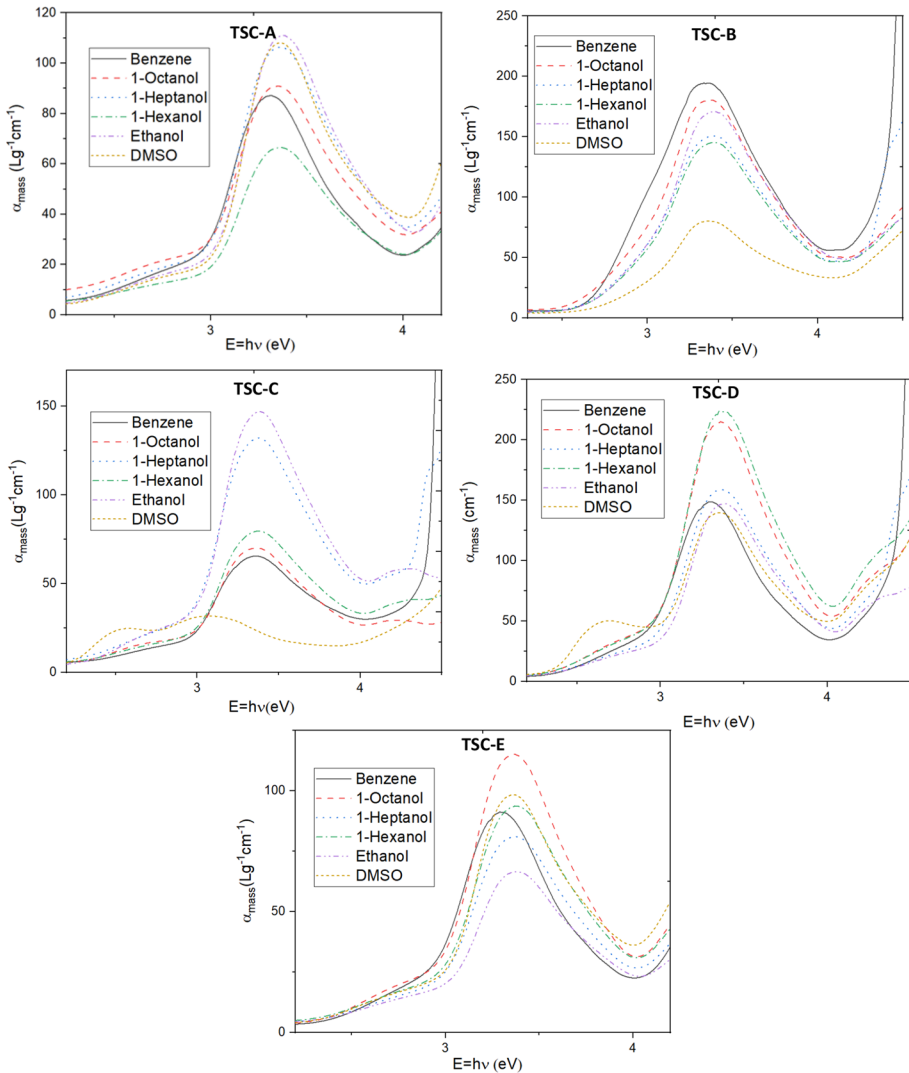 TSC-A
120
100
80
60
40
20
0
α_mass (Lg⁻¹cm⁻¹)
Benzene
1-Octanol
1-Heptanol
1-Hexanol
Ethanol
DMSO
3
4
E=hν (eV)
TSC-B
250
200
150
100
50
0
α_mass (Lg⁻¹cm⁻¹)
Benzene
1-Octanol
1-Heptanol
1-Hexanol
Ethanol
DMSO
3
4
E=hν (eV)
TSC-C
150
100
50
0
α_mass(Lg⁻¹cm⁻¹)
Benzene
1-Octanol
1-Heptanol
1-Hexanol
Ethanol
DMSO
3
4
E=hν(eV)
TSC-D
250
200
150
100
50
0
α_mass (cm⁻¹)
Benzene
1-Octanol
1-Heptanol
1-Hexanol
Ethanol
DMSO
3
4
E=hν (eV)
TSC-E
100
50
0
α_mass(Lg⁻¹cm⁻¹)
Benzene
1-Octanol
1-Heptanol
1-Hexanol
Ethanol
DMSO
3
4
E=hν (eV)